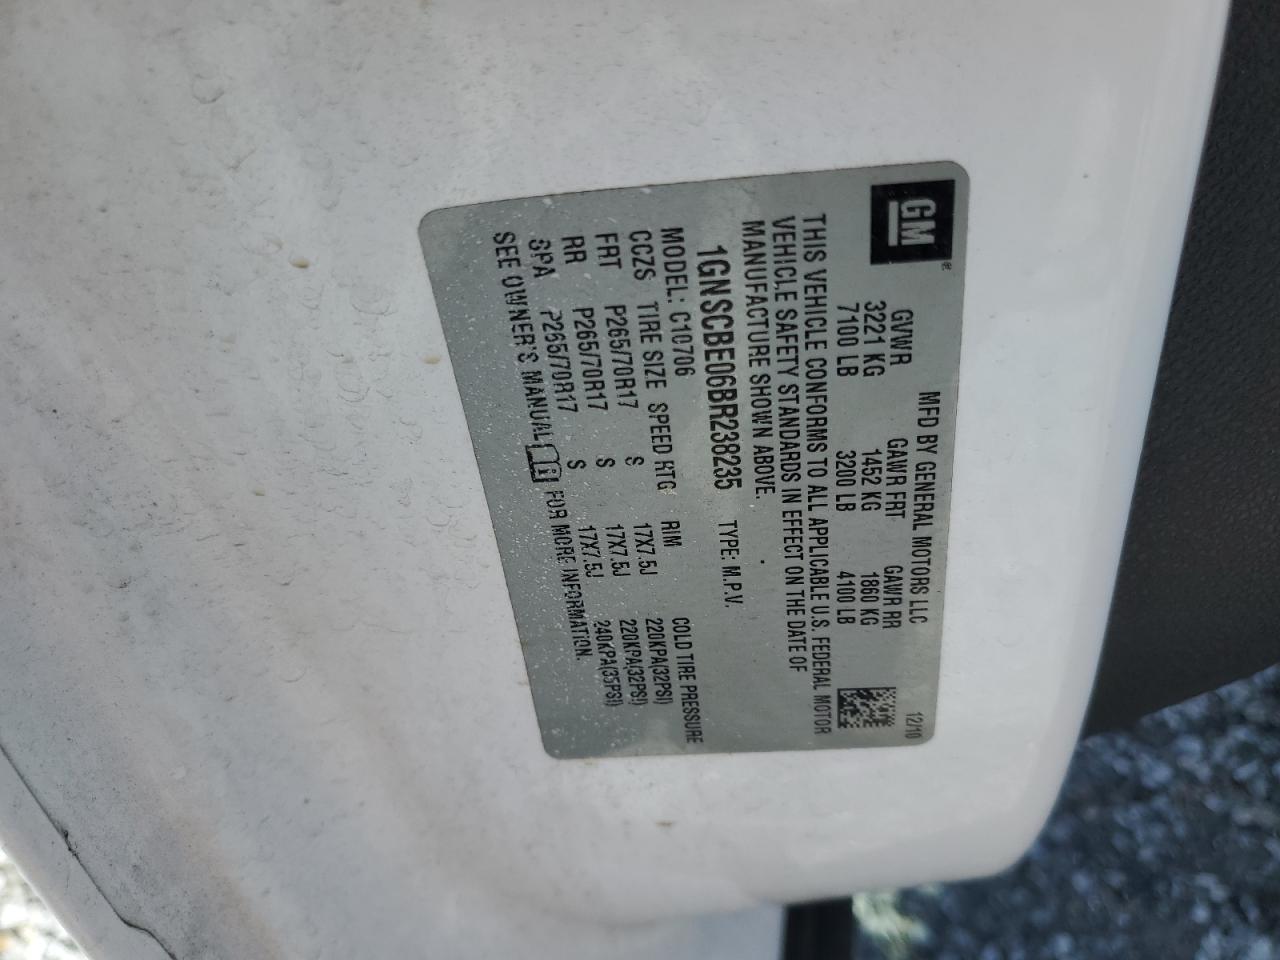 GM
MFD BY GENERAL MOTORS LLC 12/10
GVWR GAWR FRT GAWR RR
3221 KG 1452 KG 1860 KG
7100 LB 3200 LB 4100 LB
THIS VEHICLE CONFORMS TO ALL APPLICABLE U.S. FEDERAL MOTOR
VEHICLE SAFETY STANDARDS IN EFFECT ON THE DATE OF
MANUFACTURE SHOWN ABOVE.
1GNSCBE06BR238235 TYPE: M.P.V.
MODEL: C10706
CCZS TIRE SIZE SPEED RTG RIM COLD TIRE PRESSURE
FRT P265/70R17 S 17X7.5J 220KPA(32PSI)
RR P265/70R17 S 17X7.5J 220KPA(32PSI)
SPA P265/70R17 S 17X7.5J 240KPA(35PSI)
SEE OWNER'S MANUAL FOR MORE INFORMATION.